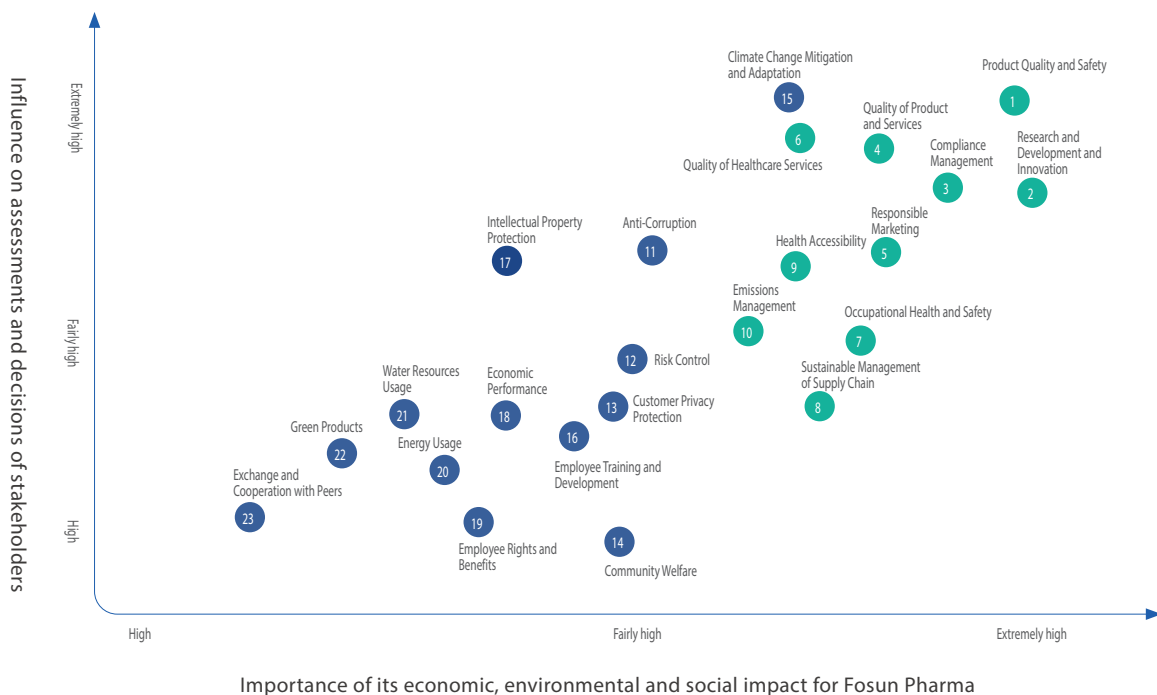 Influence on assessments and decisions of stakeholders
Extremely high
Fairly high
High
Climate Change Mitigation
and Adaptation
15
Product Quality and Safety
1
6
Quality of Healthcare Services
Quality of Product
and Services
4
Compliance
Management
3
Research and
Development and
Innovation
2
Intellectual Property
Protection
17
Anti-Corruption
11
Health Accessibility
9
Responsible
Marketing
5
Emissions
Management
10
Occupational Health and Safety
7
12
Risk Control
Sustainable Management
of Supply Chain
8
Water Resources
Usage
21
Economic
Performance
18
13
Customer Privacy
Protection
Green Products
22
Energy Usage
20
16
Employee Training and
Development
Exchange and
Cooperation with Peers
23
19
Employee Rights and
Benefits
14
Community Welfare
High
Fairly high
Extremely high
Importance of its economic, environmental and social impact for Fosun Pharma